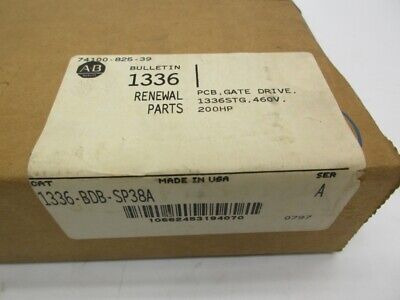 74100-826-39
AB
BULLETIN
1336
RENEWAL
PARTS
PCB,GATE DRIVE,
1336STG,460V,
200HP
CAT
MADE IN USA
SER
1336-BDB-SP38A
A
10662453194070
0797